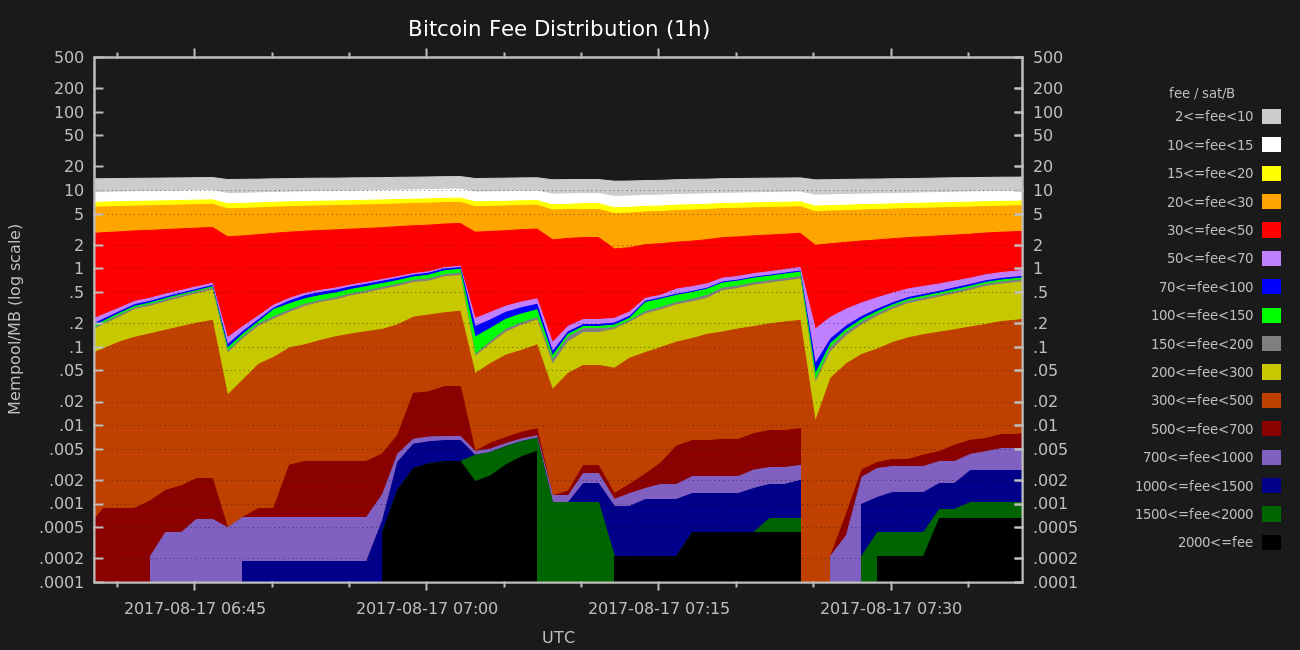 Bitcoin Fee Distribution (1h)
Mempool/MB (log scale)
500
200
100
50
20
10
5
2
1
.5
.2
.1
.05
.02
.01
.005
.002
.001
.0005
.0002
.0001
500
200
100
50
20
10
5
2
1
.5
.2
.1
.05
.02
.01
.005
.002
.001
.0005
.0002
.0001
2017-08-17 06:45
2017-08-17 07:00
2017-08-17 07:15
2017-08-17 07:30
UTC
fee / sat/B
2<=fee<10
10<=fee<15
15<=fee<20
20<=fee<30
30<=fee<50
50<=fee<70
70<=fee<100
100<=fee<150
150<=fee<200
200<=fee<300
300<=fee<500
500<=fee<700
700<=fee<1000
1000<=fee<1500
1500<=fee<2000
2000<=fee